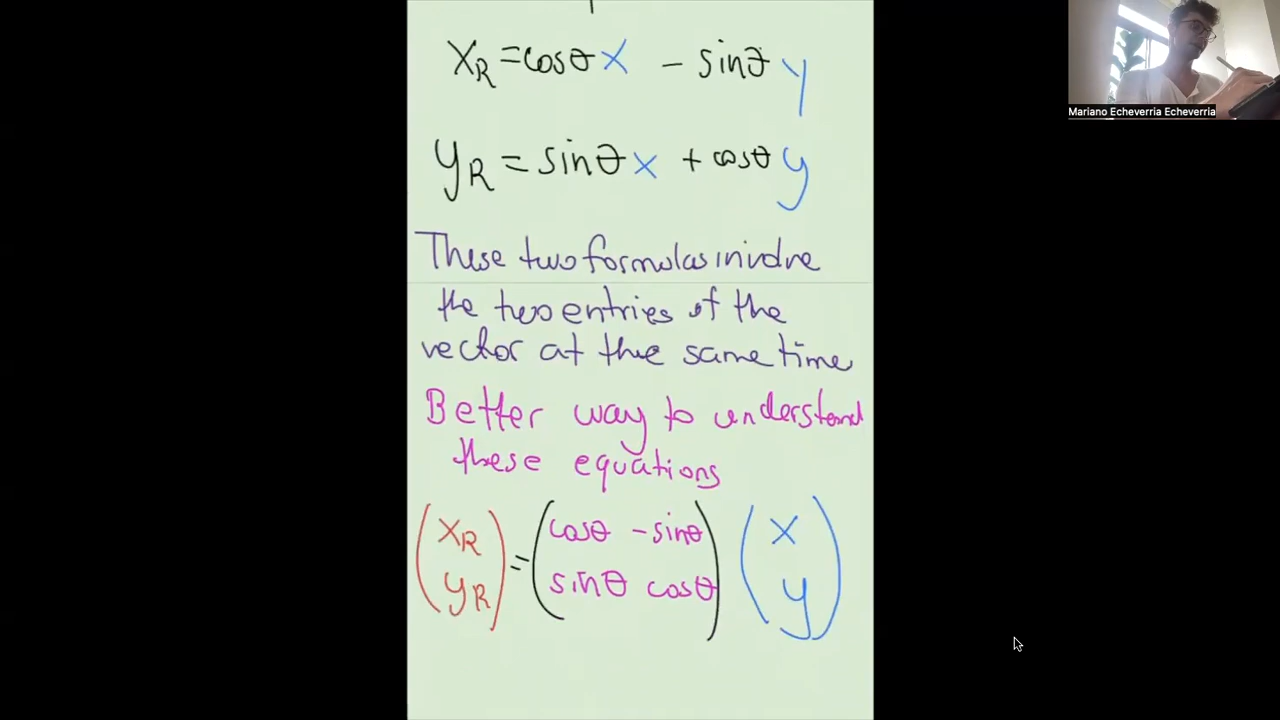 x_R = cosθ x - sinθ y
y_R = sinθ x + cosθ y
These two formulas involve
the two entries of the
vector at the same time
Better way to understand
these equations
(x_R) = (cosθ -sinθ) (x)
(y_R) (sinθ cosθ) (y)
Mariano Echeverria Echeverria